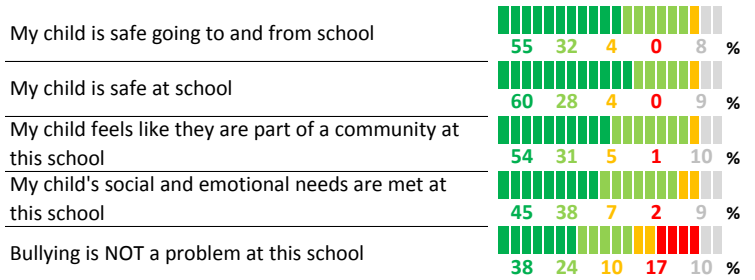 My child is safe going to and from school
55 32 4 0 8 %
My child is safe at school
60 28 4 0 9 %
My child feels like they are part of a community at
this school
54 31 5 1 10 %
My child's social and emotional needs are met at
this school
45 38 7 2 9 %
Bullying is NOT a problem at this school
38 24 10 17 10 %